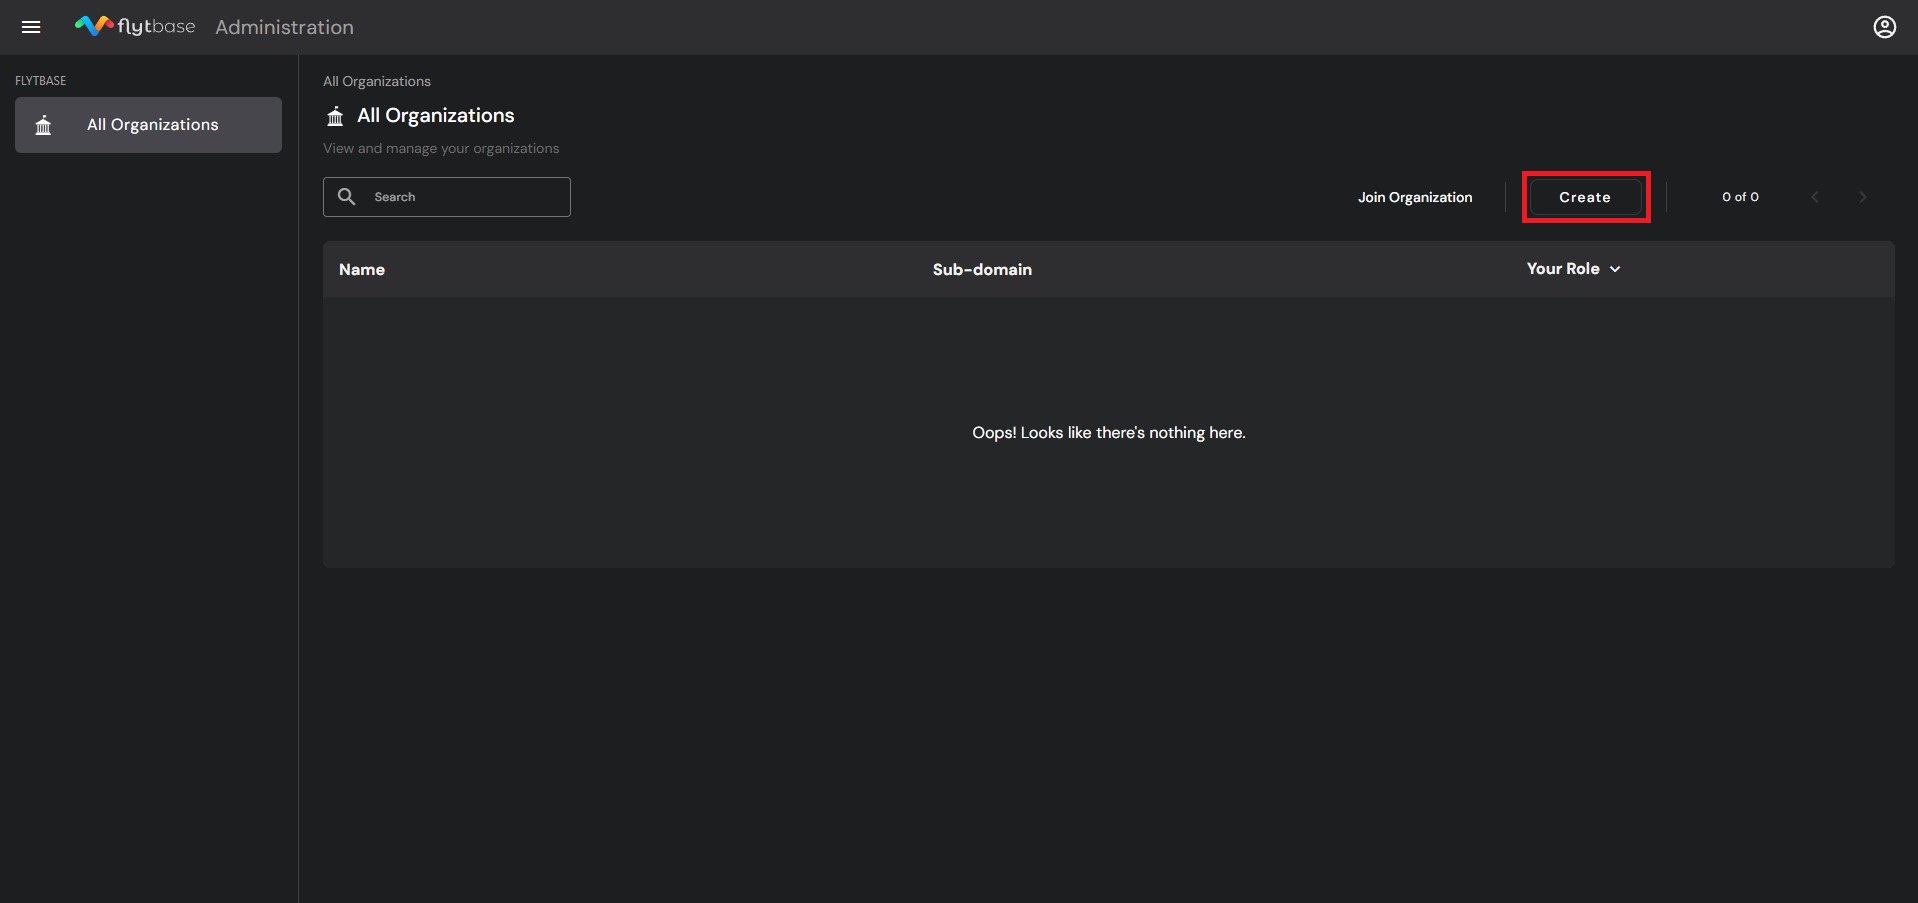 flytbase Administration
FLYTBASE
All Organizations
All Organizations
All Organizations
View and manage your organizations
Search
Join Organization
Create
0 of 0
Name Sub-domain Your Role
Oops! Looks like there's nothing here.